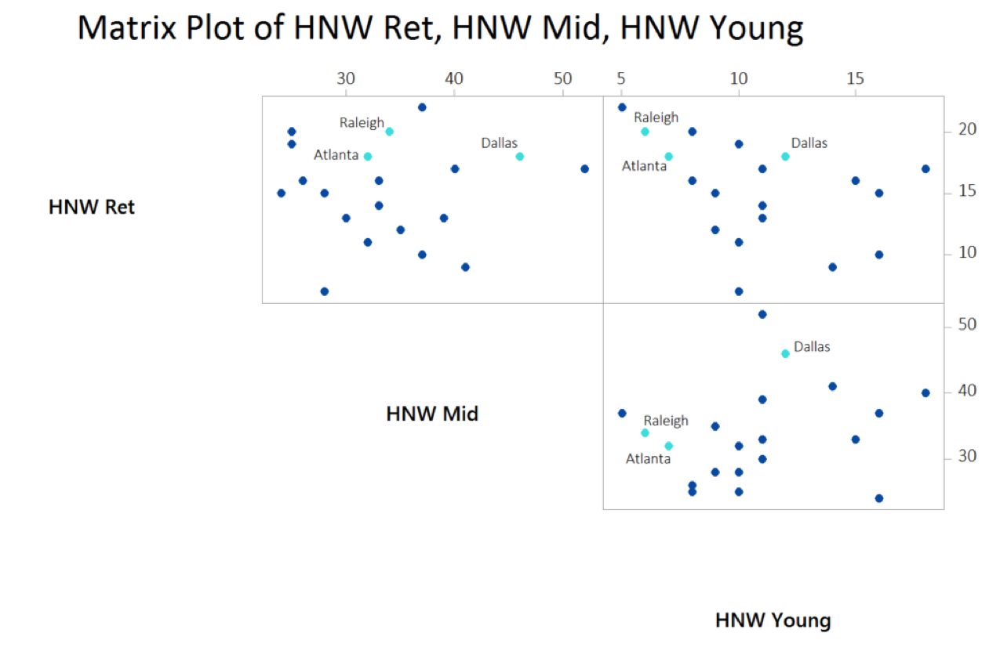 Matrix Plot of HNW Ret, HNW Mid, HNW Young
30 40 50 5 10 15
Raleigh Raleigh 20
Atlanta Dallas Atlanta Dallas
HNW Ret 15
10
50
Dallas
40
HNW Mid Raleigh
Atlanta 30
HNW Young